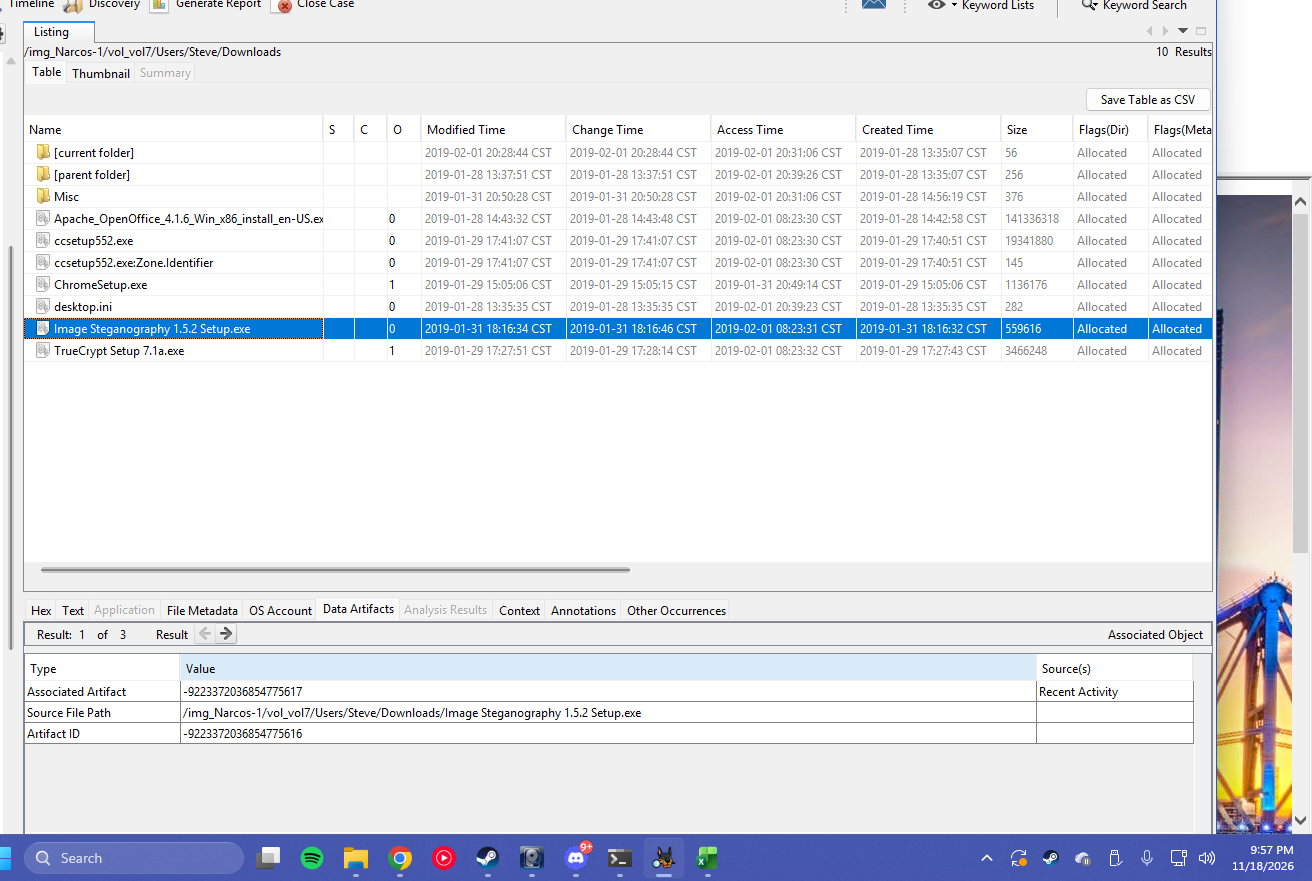 Timeline Discovery Generate Report Close Case Keyword Lists Keyword Search
Listing
/img_Narcos-1/vol_vol7/Users/Steve/Downloads 10 Results
Table Thumbnail Summary
Save Table as CSV
Name S C O Modified Time Change Time Access Time Created Time Size Flags(Dir) Flags(Meta
[current folder] 2019-02-01 20:28:44 CST 2019-02-01 20:28:44 CST 2019-02-01 20:31:06 CST 2019-01-28 13:35:07 CST 56 Allocated Allocated
[parent folder] 2019-01-28 13:37:51 CST 2019-01-28 13:37:51 CST 2019-02-01 20:39:26 CST 2019-01-28 13:35:07 CST 256 Allocated Allocated
Misc 2019-01-31 20:50:28 CST 2019-01-31 20:50:28 CST 2019-02-01 20:39:24 CST 2019-01-28 14:56:19 CST 376 Allocated Allocated
Apache_OpenOffice_4.1.6_Win_x86_install_en-US.ex 0 2019-01-28 14:43:32 CST 2019-01-28 14:43:48 CST 2019-02-01 08:23:30 CST 2019-01-28 14:42:58 CST 141336318 Allocated Allocated
ccsetup552.exe 0 2019-01-29 17:41:07 CST 2019-01-29 17:41:07 CST 2019-02-01 08:23:30 CST 2019-01-29 17:40:51 CST 19341880 Allocated Allocated
ccsetup552.exe:Zone.Identifier 0 2019-01-29 17:41:07 CST 2019-01-29 17:41:07 CST 2019-02-01 08:23:30 CST 2019-01-29 17:40:51 CST 145 Allocated Allocated
ChromeSetup.exe 1 2019-01-29 15:05:06 CST 2019-01-29 15:05:15 CST 2019-01-31 20:49:14 CST 2019-01-29 15:05:06 CST 1136176 Allocated Allocated
desktop.ini 0 2019-01-28 13:35:35 CST 2019-01-28 13:35:35 CST 2019-02-01 20:39:23 CST 2019-01-28 13:35:35 CST 282 Allocated Allocated
Image Steganography 1.5.2 Setup.exe 0 2019-01-31 18:16:34 CST 2019-01-31 18:16:46 CST 2019-02-01 08:23:31 CST 2019-01-31 18:16:32 CST 559616 Allocated Allocated
TrueCrypt Setup 7.1a.exe 1 2019-01-29 17:27:51 CST 2019-01-29 17:28:14 CST 2019-02-01 08:23:32 CST 2019-01-29 17:27:43 CST 3466248 Allocated Allocated
Hex Text Application File Metadata OS Account Data Artifacts Analysis Results Context Annotations Other Occurrences
Result: 1 of 3 Result Associated Object
Type Value Source(s)
Associated Artifact -9223372036854775617 Recent Activity
Source File Path /img_Narcos-1/vol_vol7/Users/Steve/Downloads/Image Steganography 1.5.2 Setup.exe
Artifact ID -9223372036854775616
Search 9+ 9:57 PM
11/18/2026